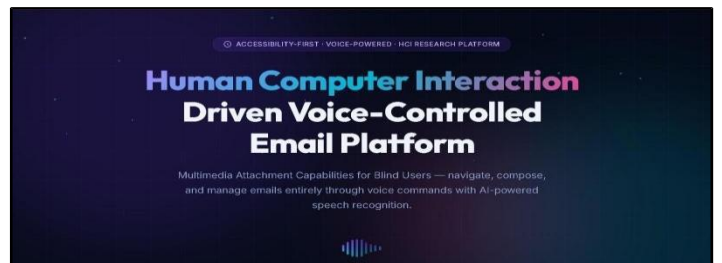 ACCESSIBILITY-FIRST · VOICE-POWERED · HCI RESEARCH PLATFORM
Human Computer Interaction
Driven Voice-Controlled
Email Platform
Multimedia Attachment Capabilities for Blind Users — navigate, compose,
and manage emails entirely through voice commands with AI-powered
speech recognition.